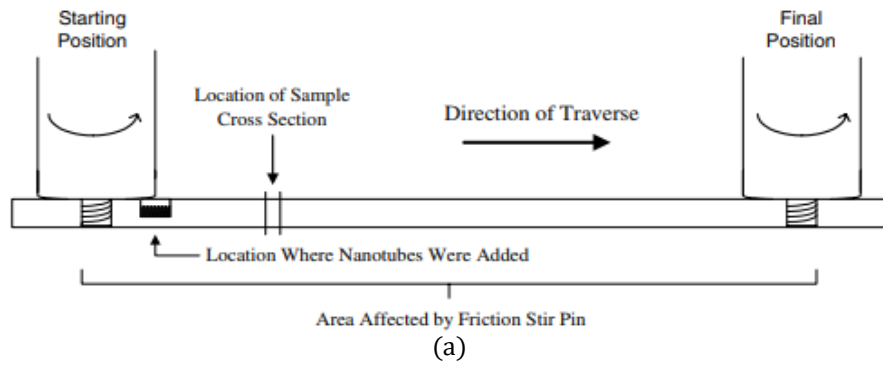 Starting
Position
Final
Position
Location of Sample
Cross Section
Direction of Traverse
Location Where Nanotubes Were Added
Area Affected by Friction Stir Pin
(a)